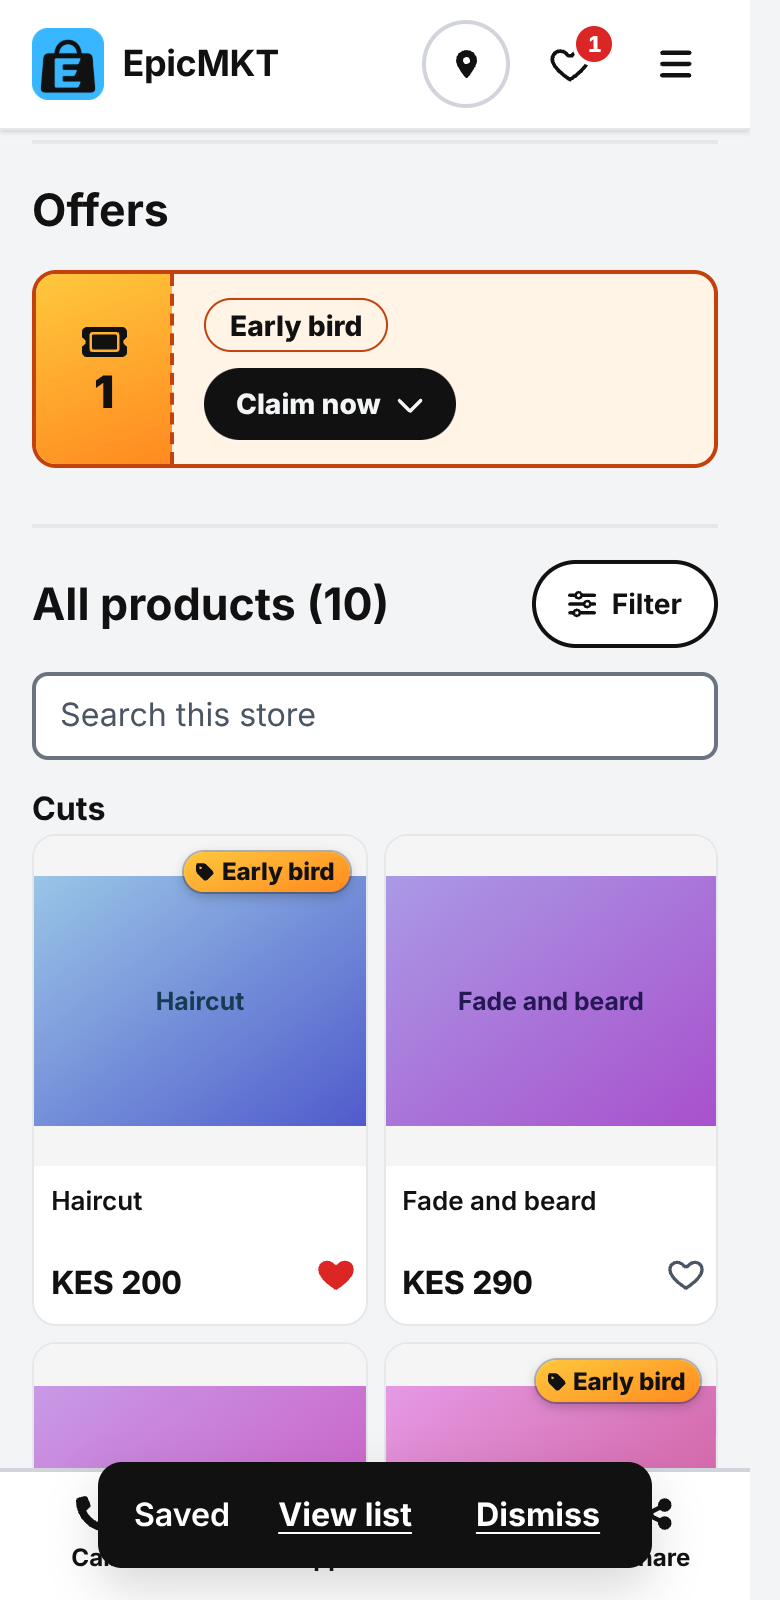 EpicMKT
1
Offers
1
Early bird
Claim now
All products (10)
Filter
Search this store
Cuts
Early bird
Haircut
Fade and beard
Haircut
Fade and beard
KES 200
KES 290
Early bird
Saved View list Dismiss